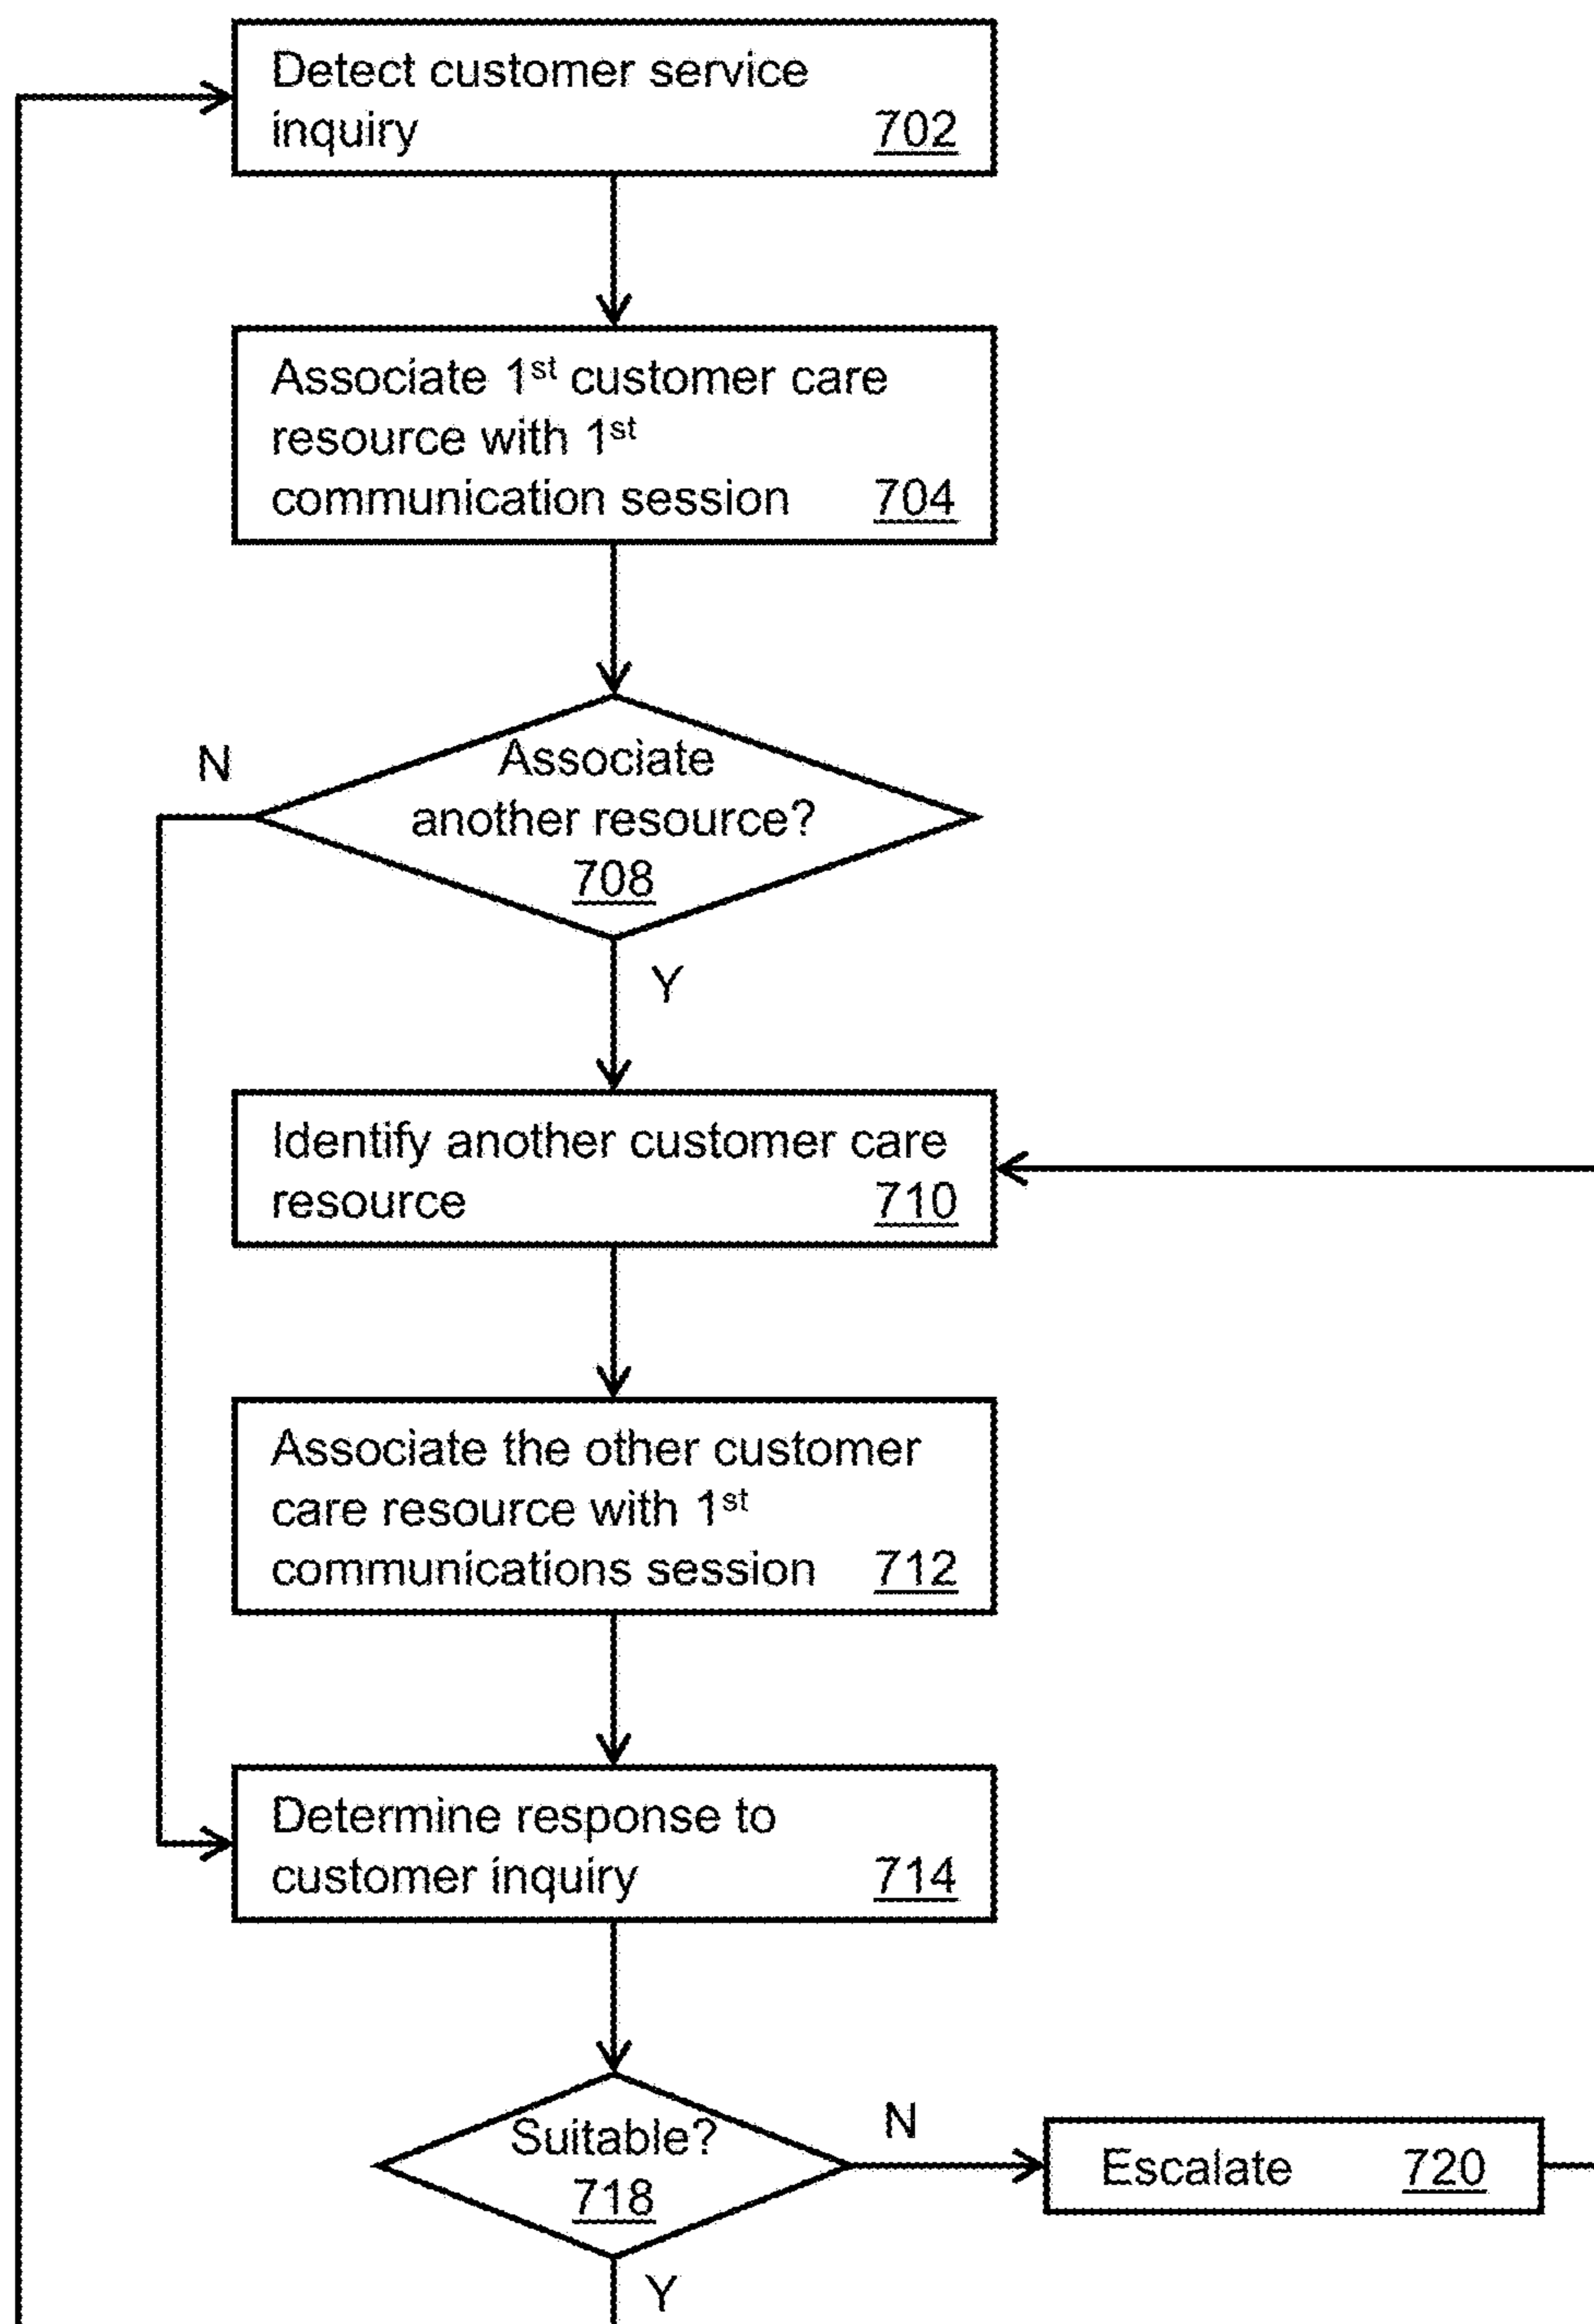 Detect customer service
inquiry 702
Associate 1st customer care
resource with 1st
communication session 704
N
Associate
another resource?
708
Y
Identify another customer care
resource 710
Associate the other customer
care resource with 1st
communications session 712
Determine response to
customer inquiry 714
Suitable?
718
N
Escalate 720
Y